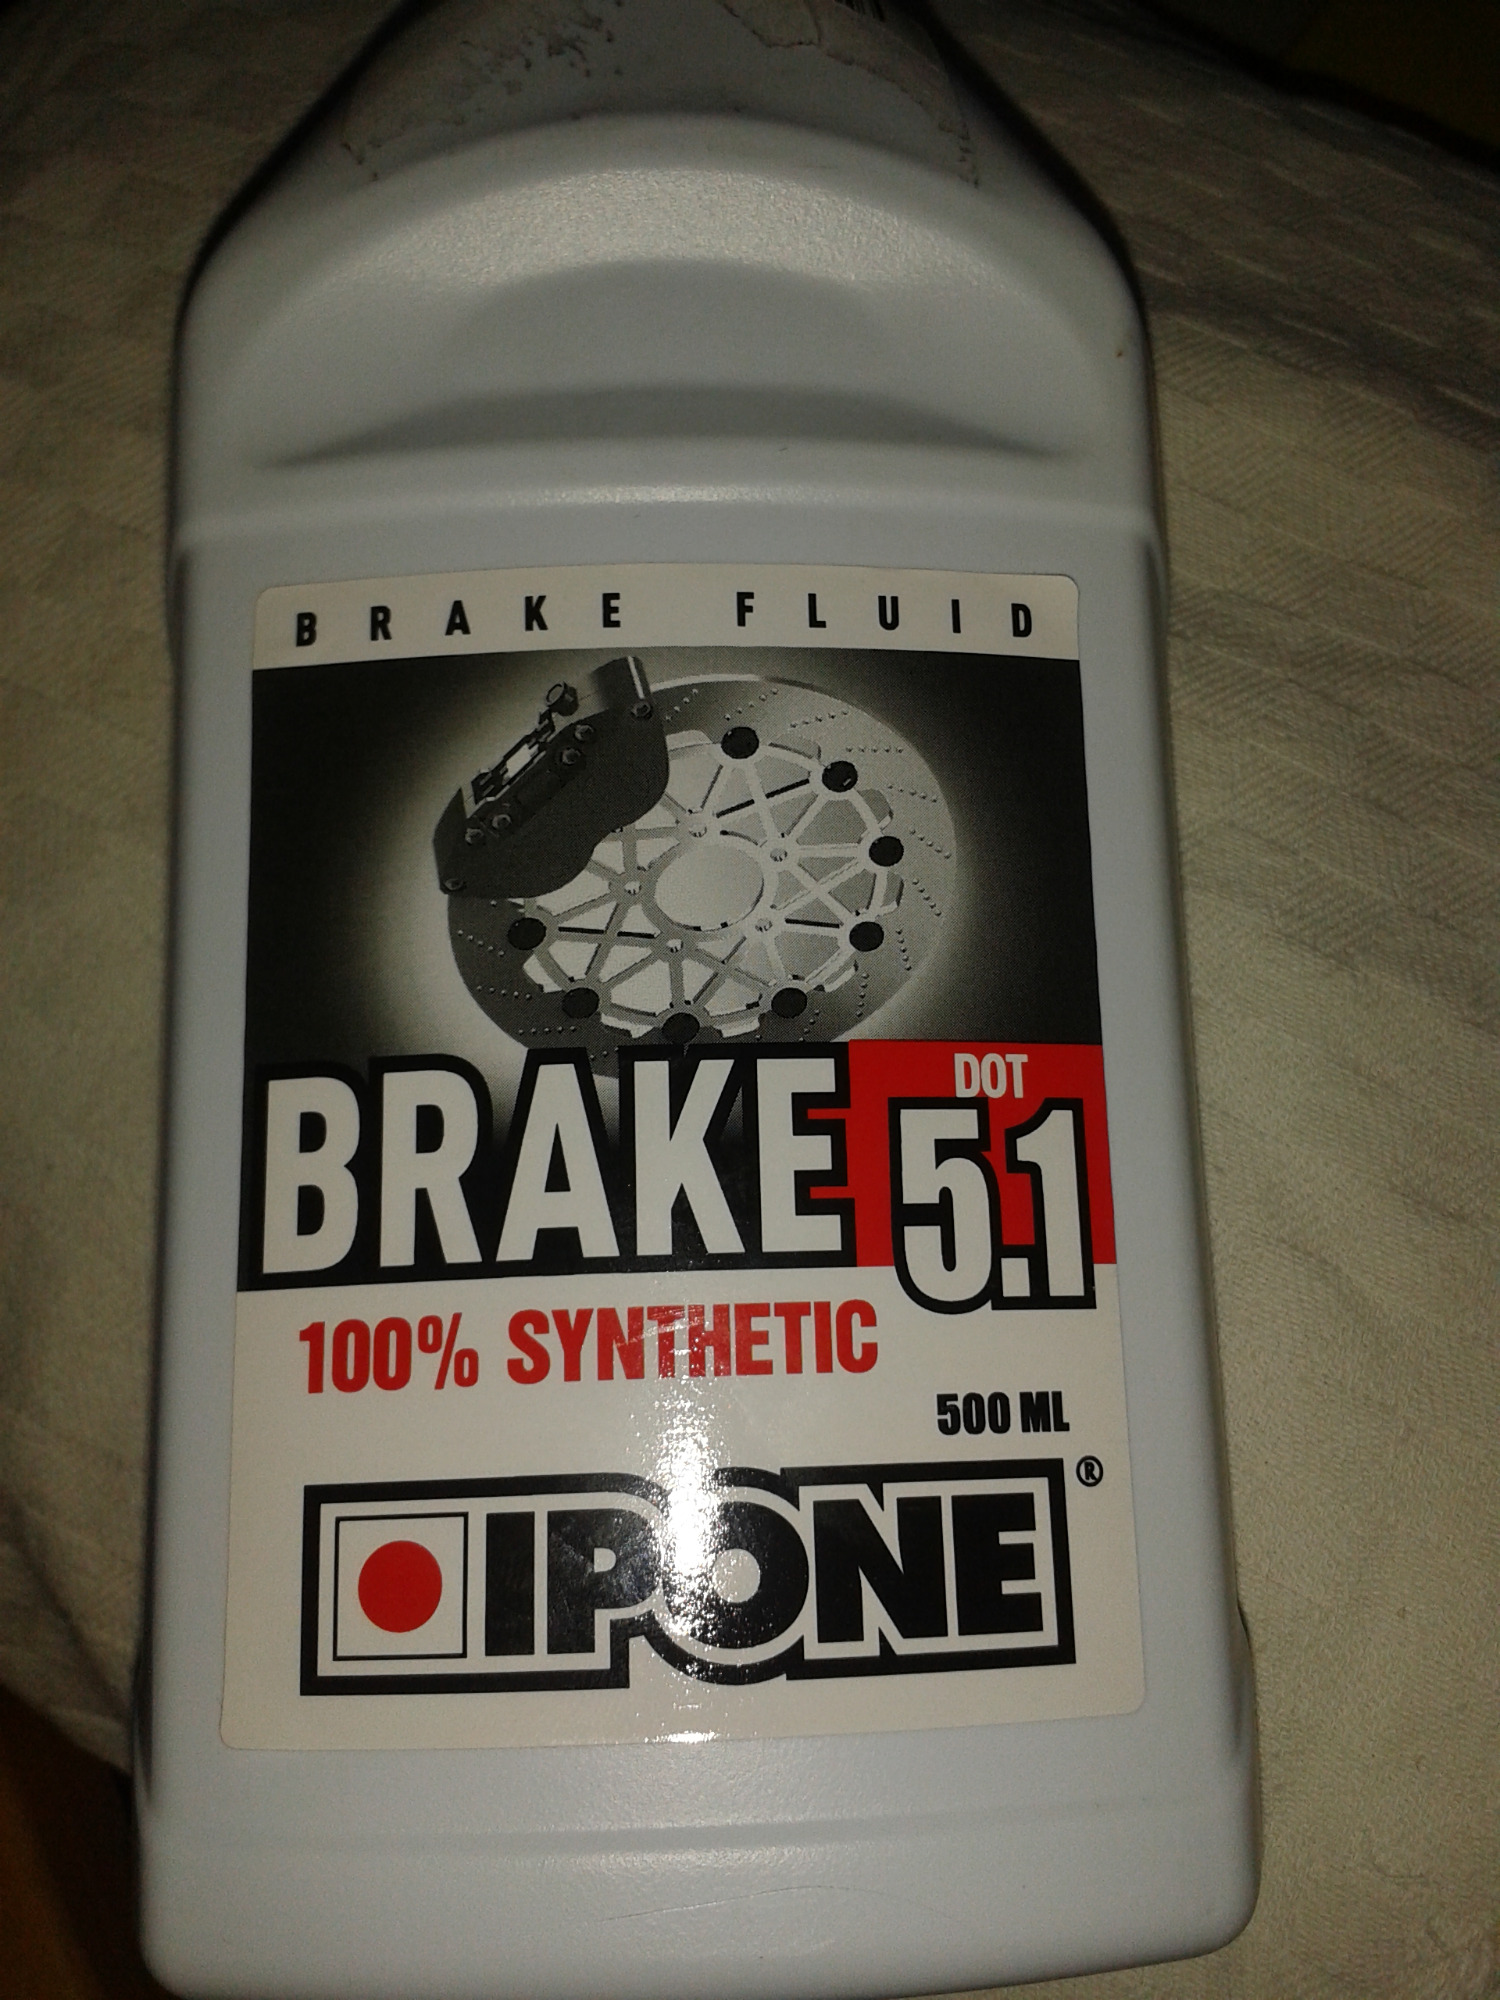 BRAKE FLUID
DOT
BRAKE 5.1
100% SYNTHETIC
500 ML
IPONE®